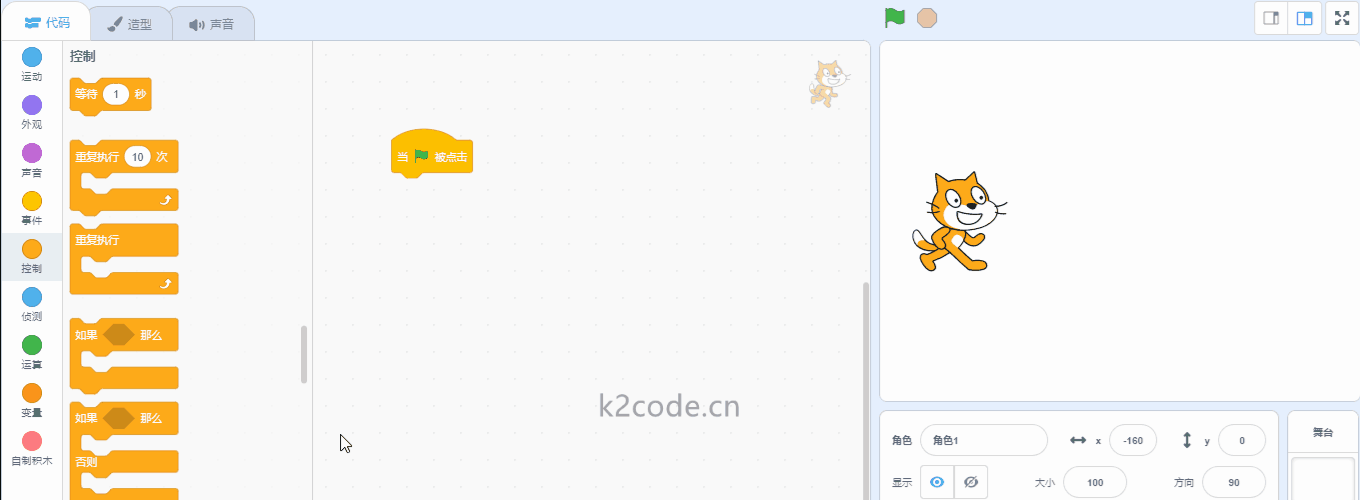 代码 造型 声音
控制
运动
外观
声音
事件
控制
侦测
运算
变量
自制积木
等待 1 秒
重复执行 10 次
重复执行
如果 那么
如果 那么
否则
当 被点击
k2code.cn
角色 角色1 x -160 y 0
显示 大小 100 方向 90
舞台